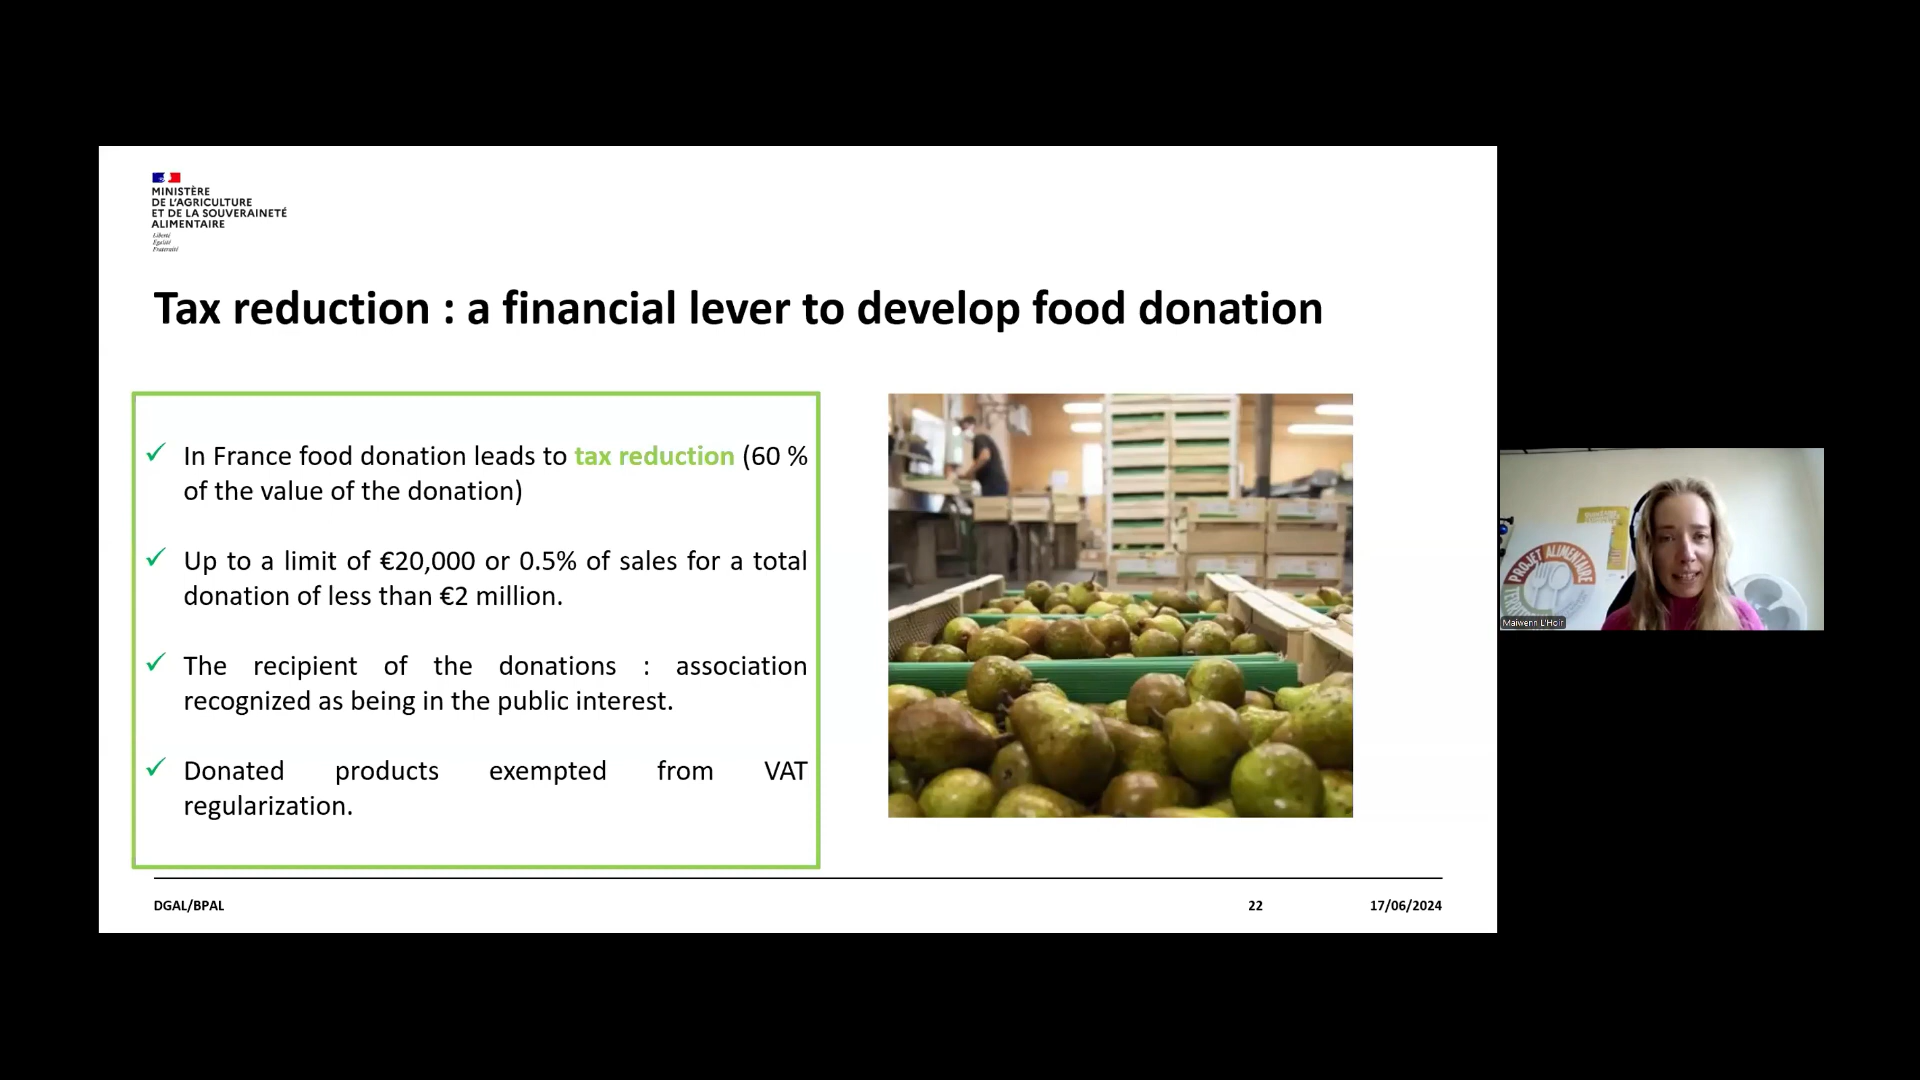 MINISTÈRE
DE L'AGRICULTURE
ET DE LA SOUVERAINETÉ
ALIMENTAIRE
Liberté
Égalité
Fraternité
Tax reduction : a financial lever to develop food donation
✓ In France food donation leads to tax reduction (60 %
of the value of the donation)
✓ Up to a limit of €20,000 or 0.5% of sales for a total
donation of less than €2 million.
✓ The recipient of the donations : association
recognized as being in the public interest.
✓ Donated products exempted from VAT
regularization.
PROJET ALIMENTAIRE
Maiwenn L'Hoir
DGAL/BPAL
22
17/06/2024